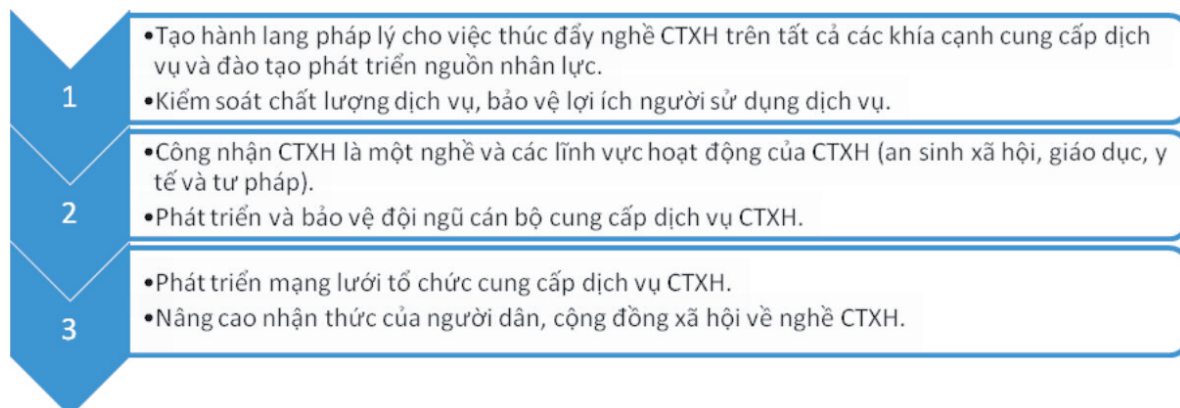 1
•Tạo hành lang pháp lý cho việc thúc đẩy nghề CTXH trên tất cả các khía cạnh cung cấp dịch
vụ và đào tạo phát triển nguồn nhân lực.
•Kiểm soát chất lượng dịch vụ, bảo vệ lợi ích người sử dụng dịch vụ.
2
•Công nhận CTXH là một nghề và các lĩnh vực hoạt động của CTXH (an sinh xã hội, giáo dục, y
tế và tư pháp).
•Phát triển và bảo vệ đội ngũ cán bộ cung cấp dịch vụ CTXH.
3
•Phát triển mạng lưới tổ chức cung cấp dịch vụ CTXH.
•Nâng cao nhận thức của người dân, cộng đồng xã hội về nghề CTXH.